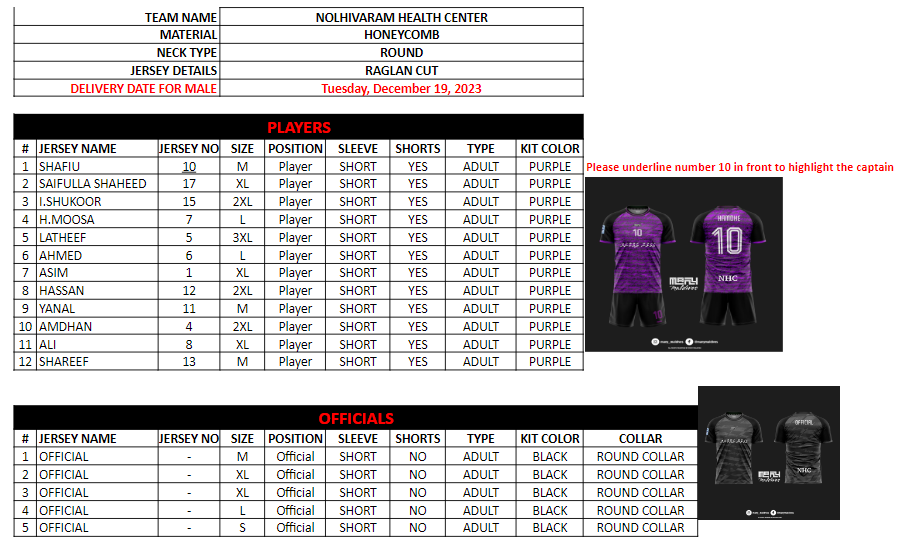 TEAM NAME NOLHIVARAM HEALTH CENTER
MATERIAL HONEYCOMB
NECK TYPE ROUND
JERSEY DETAILS RAGLAN CUT
DELIVERY DATE FOR MALE Tuesday, December 19, 2023
PLAYERS
# JERSEY NAME JERSEY NO SIZE POSITION SLEEVE SHORTS TYPE KIT COLOR
1 SHAFIU 10 M Player SHORT YES ADULT PURPLE
Please underline number 10 in front to highlight the captain
2 SAIFULLA SHAHEED 17 XL Player SHORT YES ADULT PURPLE
3 I.SHUKOOR 15 2XL Player SHORT YES ADULT PURPLE
4 H.MOOSA 7 L Player SHORT YES ADULT PURPLE
5 LATHEEF 5 3XL Player SHORT YES ADULT PURPLE
6 AHMED 6 L Player SHORT YES ADULT PURPLE
7 ASIM 1 XL Player SHORT YES ADULT PURPLE
8 HASSAN 12 2XL Player SHORT YES ADULT PURPLE
9 YANAL 11 M Player SHORT YES ADULT PURPLE
10 AMDHAN 4 2XL Player SHORT YES ADULT PURPLE
11 ALI 8 XL Player SHORT YES ADULT PURPLE
12 SHAREEF 13 M Player SHORT YES ADULT PURPLE
10
10
NHC
10
OFFICIALS
# JERSEY NAME JERSEY NO SIZE POSITION SLEEVE SHORTS TYPE KIT COLOR COLLAR
1 OFFICIAL - M Official SHORT NO ADULT BLACK ROUND COLLAR
2 OFFICIAL - XL Official SHORT NO ADULT BLACK ROUND COLLAR
3 OFFICIAL - XL Official SHORT NO ADULT BLACK ROUND COLLAR
4 OFFICIAL - L Official SHORT NO ADULT BLACK ROUND COLLAR
5 OFFICIAL - S Official SHORT NO ADULT BLACK ROUND COLLAR
OFFICIAL
NHC